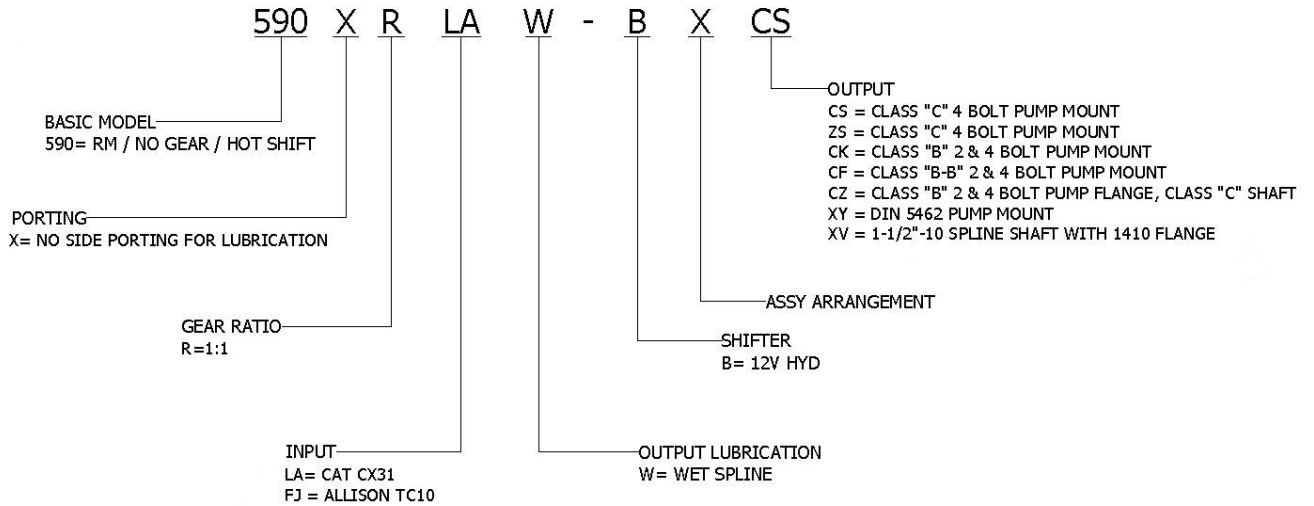 590 X R LA W - B X CS
OUTPUT
CS = CLASS "C" 4 BOLT PUMP MOUNT
ZS = CLASS "C" 4 BOLT PUMP MOUNT
CK = CLASS "B" 2 & 4 BOLT PUMP MOUNT
CF = CLASS "B-B" 2 & 4 BOLT PUMP MOUNT
CZ = CLASS "B" 2 & 4 BOLT PUMP FLANGE, CLASS "C" SHAFT
XY = DIN 5462 PUMP MOUNT
XV = 1-1/2"-10 SPLINE SHAFT WITH 1410 FLANGE
BASIC MODEL
590= RM / NO GEAR / HOT SHIFT
PORTING
X= NO SIDE PORTING FOR LUBRICATION
ASSY ARRANGEMENT
GEAR RATIO
R=1:1
SHIFTER
B= 12V HYD
INPUT
LA= CAT CX31
FJ = ALLISON TC10
OUTPUT LUBRICATION
W= WET SPLINE